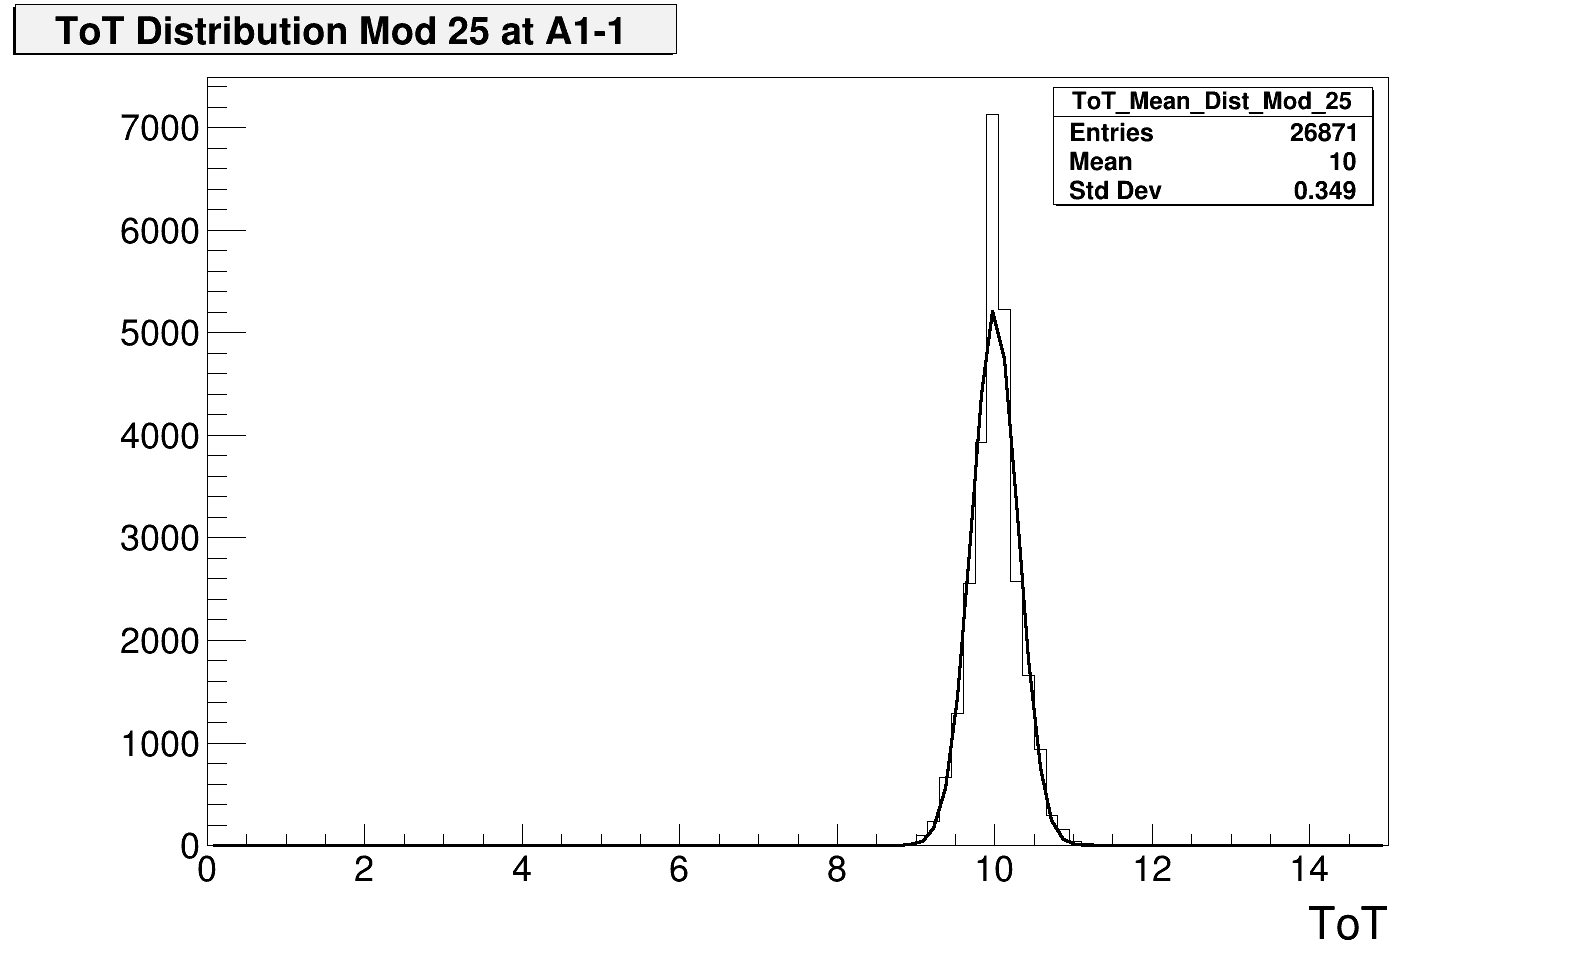 ToT Distribution Mod 25 at A1-1
ToT_Mean_Dist_Mod_25
Entries 26871
Mean 10
Std Dev 0.349
7000
6000
5000
4000
3000
2000
1000
0
0 2 4 6 8 10 12 14
ToT